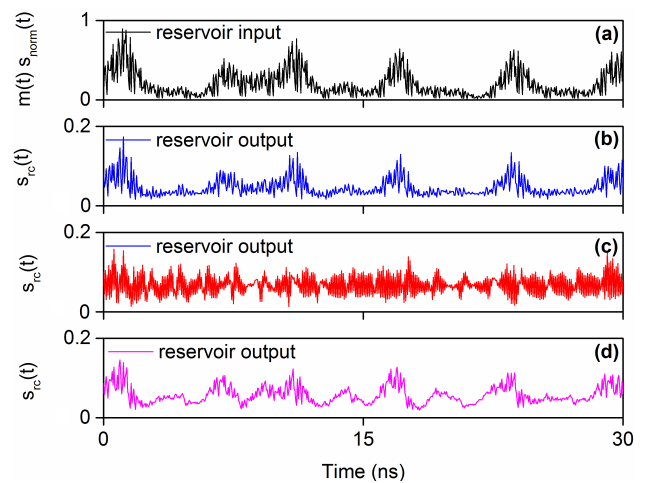 1
reservoir input
(a)
m(t) s_norm(t)
0
0.2
reservoir output
(b)
s_rc(t)
0
0.2
reservoir output
(c)
s_rc(t)
0
0.2
reservoir output
(d)
s_rc(t)
0
0 15 30
Time (ns)